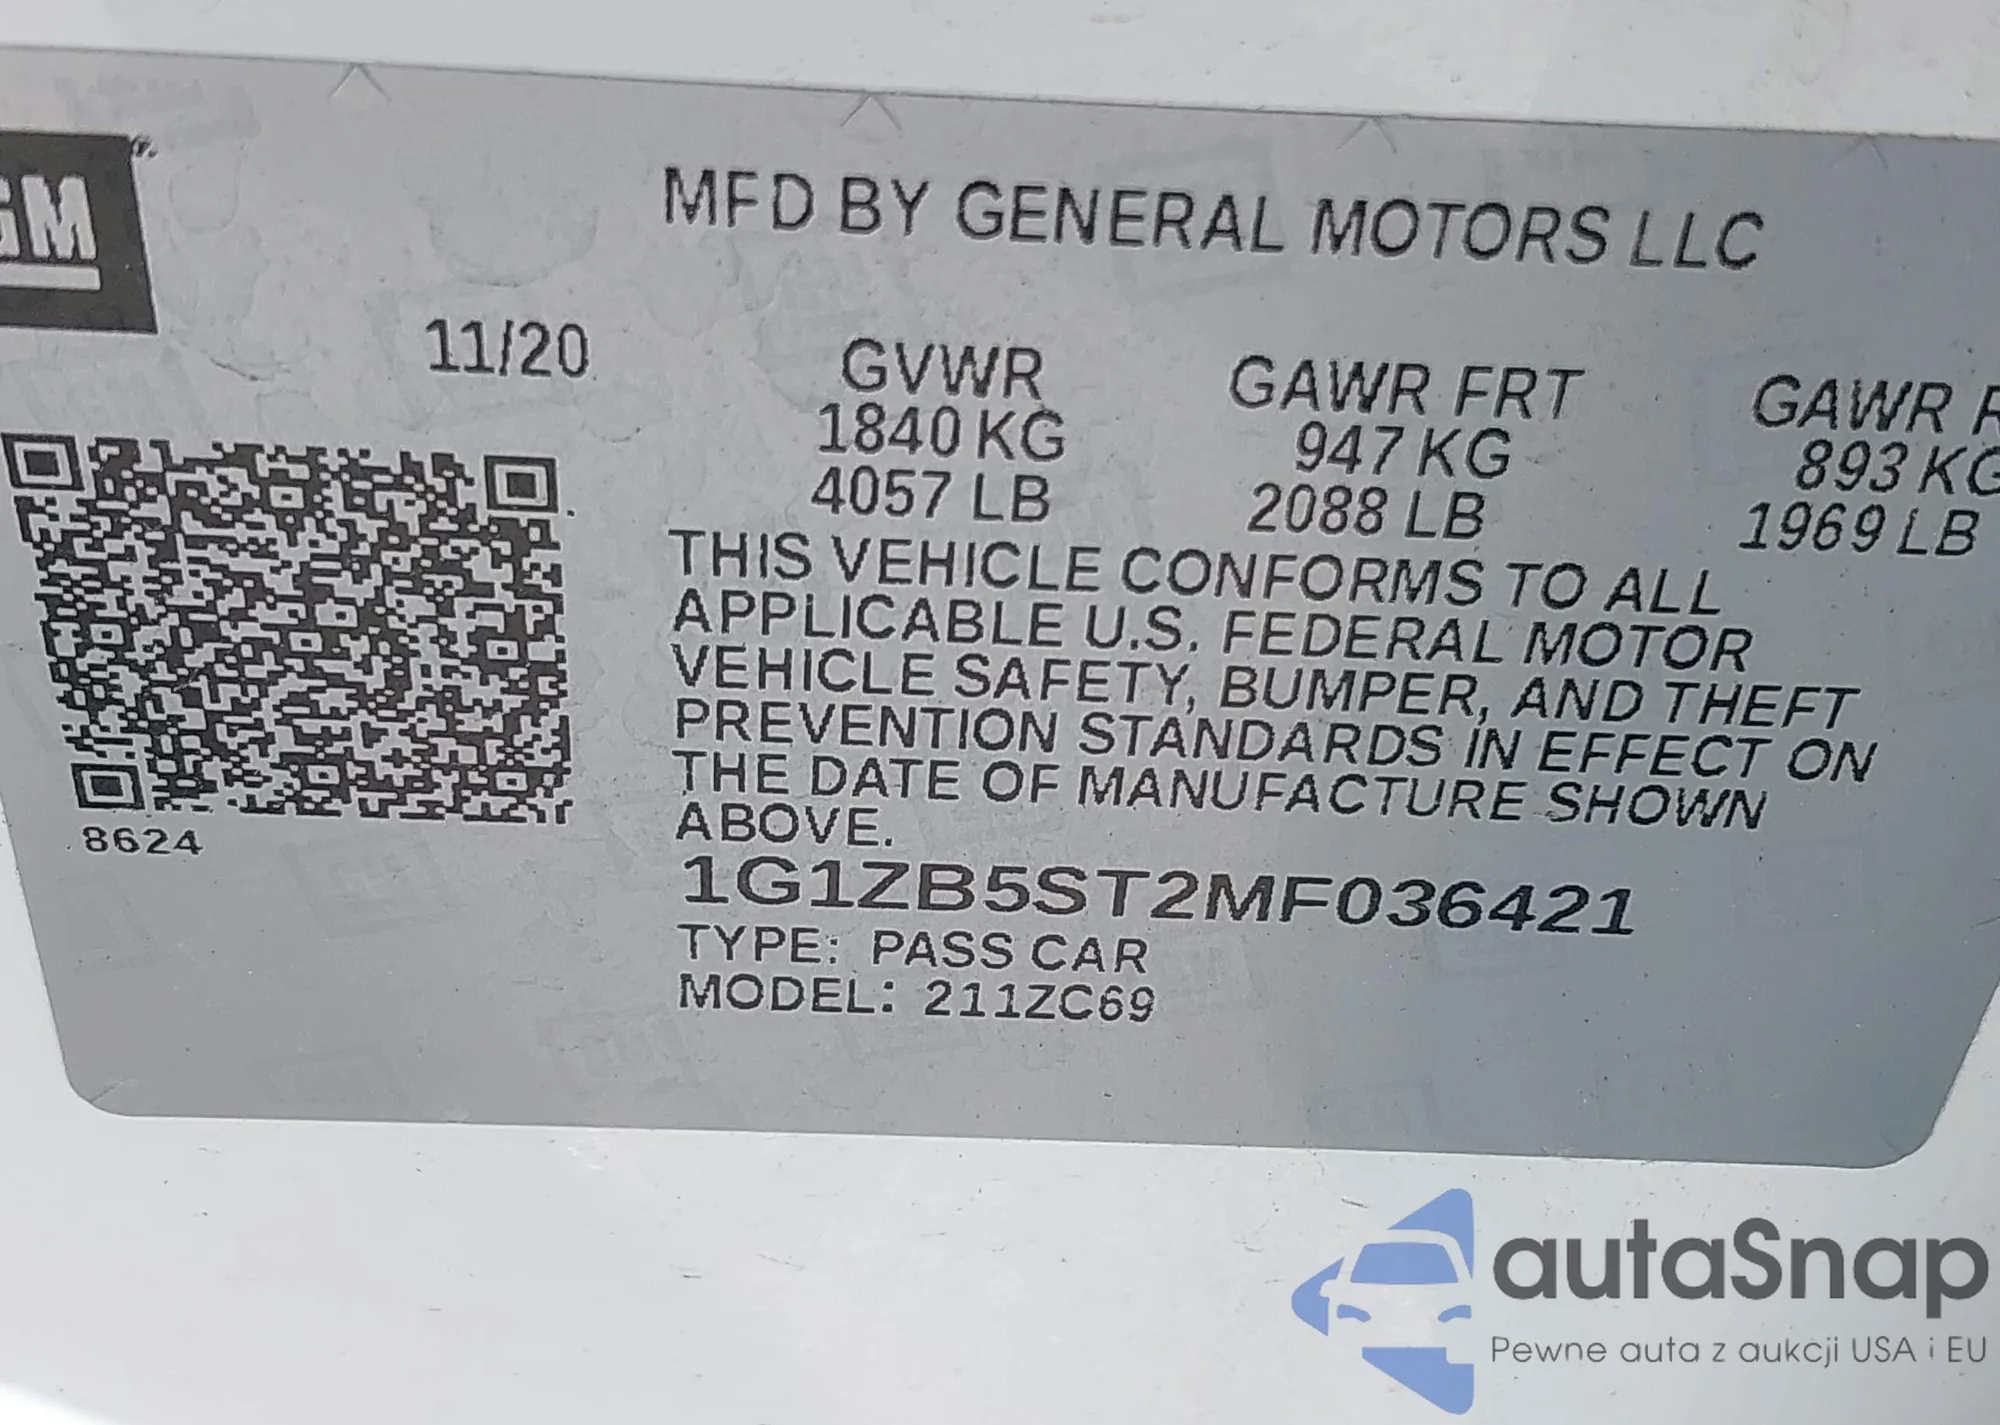 GM
MFD BY GENERAL MOTORS LLC
11/20
GVWR GAWR FRT GAWR
1840 KG 947 KG 893 KG
4057 LB 2088 LB 1969 LB
THIS VEHICLE CONFORMS TO ALL
APPLICABLE U.S. FEDERAL MOTOR
VEHICLE SAFETY, BUMPER, AND THEFT
PREVENTION STANDARDS IN EFFECT ON
THE DATE OF MANUFACTURE SHOWN
ABOVE.
8624
1G1ZB5ST2MF036421
TYPE: PASS CAR
MODEL: 211ZC69
autaSnap
Pewne auta z aukcji USA i EU